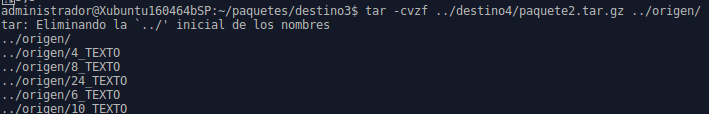 administrador@Xubuntu160464bSP:~/paquetes/destino3$ tar -cvzf ../destino4/paquete2.tar.gz ../origen/
tar: Eliminando la `../' inicial de los nombres
../origen/
../origen/4_TEXTO
../origen/8_TEXTO
../origen/24_TEXTO
../origen/6_TEXTO
../origen/10_TEXTO